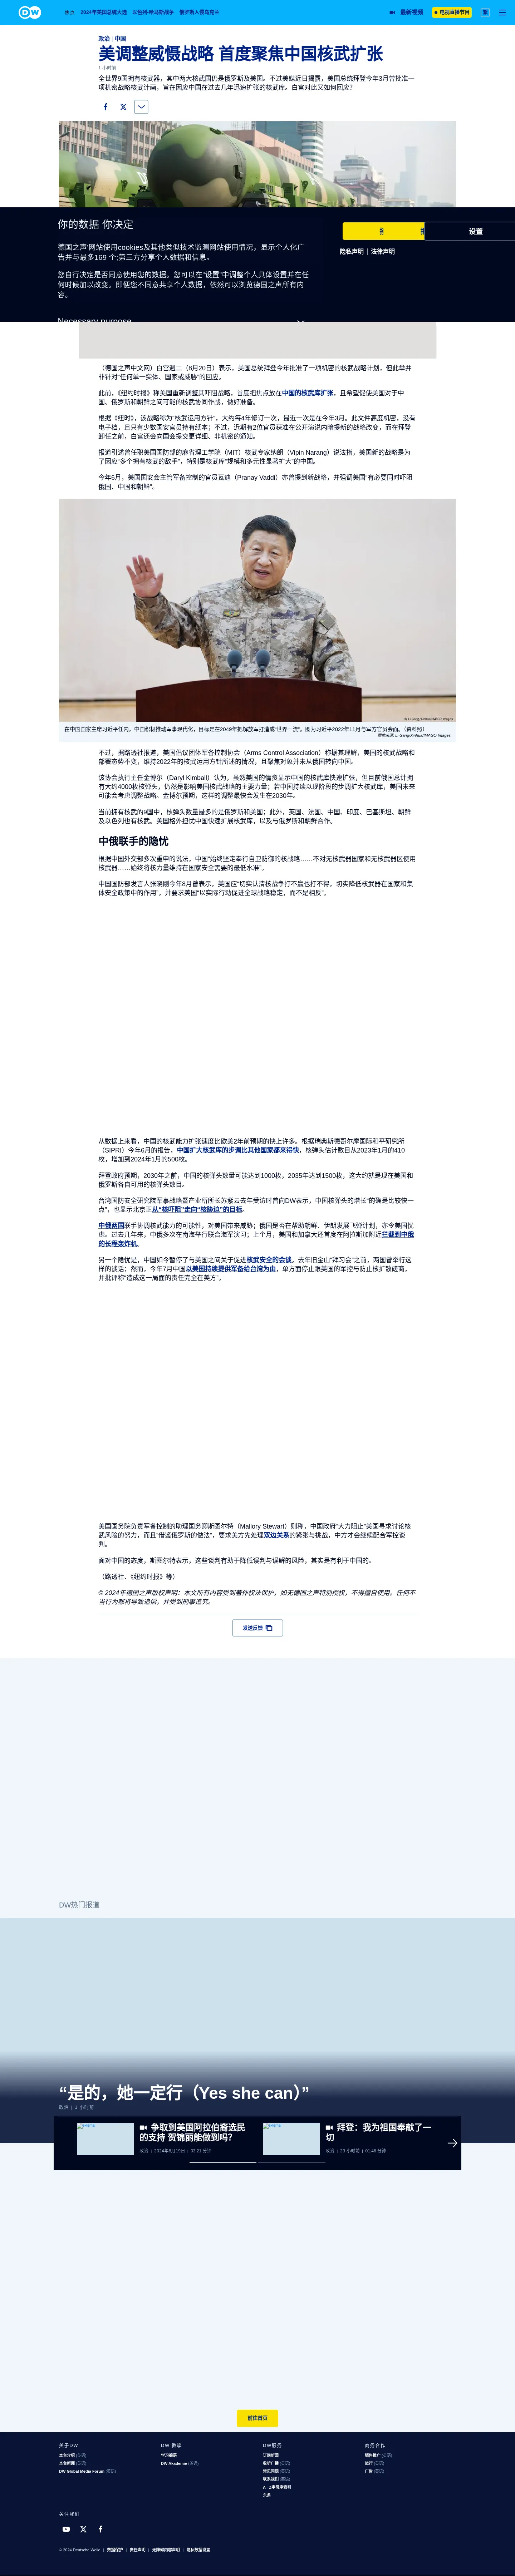 DW
焦点 2024年美国总统大选 以色列-哈马斯战争 俄罗斯入侵乌克兰
最新视频
电视直播节目
繁
政治 | 中国
美调整威慑战略 首度聚焦中国核武扩张
1 小时前
全世界9国拥有核武器，其中两大核武国仍是俄罗斯及美国。不过美媒近日揭露，美国总统拜登今年3月曾批准一
项机密战略核武计画，旨在因应中国在过去几年迅速扩张的核武库。白宫对此又如何回应？
你的数据 你决定
德国之声‘网站使用cookies及其他类似技术监测网站使用情况，显示个人化广
告并与最多169 个;第三方分享个人数据和信息。
您自行决定是否同意使用您的数据。您可以在“设置”中调整个人具体设置并在任
何时候加以改变。即便您不同意共享个人数据，依然可以浏览德国之声所有内
容。
Necessary purpose
设置
隐私声明 | 法律声明
（德国之声中文网）白宫週二（8月20日）表示，美国总统拜登今年批准了一项机密的核武战略计划，但此举并
非针对“任何单一实体、国家或威胁”的回应。
此前，《纽约时报》称美国重新调整其吓阻战略，首度把焦点放在中国的核武库扩张，且希望促使美国对于中
国、俄罗斯和朝鲜之间可能的核武协同作战，做好准备。
根据《纽时》，该战略称为“核武运用方针”，大约每4年修订一次，最近一次是在今年3月。此文件高度机密，没有
电子档，且只有少数国安官员持有纸本；不过，近期有2位官员获准在公开演说内暗提新的战略改变，而在拜登
卸任之前，白宫还会向国会提交更详细、非机密的通知。
报道引述曾任职美国国防部的麻省理工学院（MIT）核武专家纳朗（Vipin Narang）说法指，美国新的战略是为
了因应“多个拥有核武的敌手”，特别是核武库“规模和多元性显著扩大”的中国。
今年6月，美国国安会主管军备控制的官员瓦迪（Pranay Vaddi）亦曾提到新战略，并强调美国“有必要同时吓阻
俄国、中国和朝鲜”。
© Li Gang /Xinhua/IMAGO Images
在中国国家主席习近平任内，中国积极推动军事现代化，目标是在2049年把解放军打造成“世界一流”。图为习近平2022年11月与军方官员会面。（资料照）
图像来源: Li Gang/Xinhua/IMAGO Images
不过，据路透社报道，美国倡议团体军备控制协会（Arms Control Association）称据其理解，美国的核武战略和
部署态势不变，维持2022年的核武运用方针所述的情况，且聚焦对象并未从俄国转向中国。
该协会执行主任金博尔（Daryl Kimball）认为，虽然美国的情资显示中国的核武库快速扩张，但目前俄国总计拥
有大约4000枚核弹头，仍然是影响美国核武战略的主要力量；若中国持续以现阶段的步调扩大核武库，美国未来
可能会考虑调整战略。金博尔预期，这样的调整最快会发生在2030年。
当前拥有核武的9国中，核弹头数量最多的是俄罗斯和美国；此外，英国、法国、中国、印度、巴基斯坦、朝鲜
及以色列也有核武。美国格外担忧中国快速扩展核武库，以及与俄罗斯和朝鲜合作。
中俄联手的隐忧
根据中国外交部多次重申的说法，中国“始终坚定奉行自卫防御的核战略……不对无核武器国家和无核武器区使用
核武器……始终将核力量维持在国家安全需要的最低水准”。
中国国防部发言人张晓刚今年8月曾表示，美国应“切实认清核战争打不赢也打不得，切实降低核武器在国家和集
体安全政策中的作用”，并要求美国“以实际行动促进全球战略稳定，而不是相反”。
从数据上来看，中国的核武能力扩张速度比欧美2年前预期的快上许多。根据瑞典斯德哥尔摩国际和平研究所
（SIPRI）今年6月的报告，中国扩大核武库的步调比其他国家都来得快，核弹头估计数目从2023年1月的410
枚，增加到2024年1月的500枚。
拜登政府预期，2030年之前，中国的核弹头数量可能达到1000枚，2035年达到1500枚，这大约就是现在美国和
俄罗斯各自可用的核弹头数目。
台湾国防安全研究院军事战略暨产业所所长苏紫云去年受访时曾向DW表示，中国核弹头的增长“的确是比较快一
点”，也显示北京正从“核吓阻”走向“核胁迫”的目标。
中俄两国联手协调核武能力的可能性，对美国带来威胁；俄国是否在帮助朝鲜、伊朗发展飞弹计划，亦令美国忧
虑。过去几年来，中俄多次在南海举行联合海军演习；上个月，美国和加拿大还首度在阿拉斯加附近拦截到中俄
的长程轰炸机。
另一个隐忧是，中国如今暂停了与美国之间关于促进核武安全的会谈。去年旧金山“拜习会”之前，两国曾举行这
样的谈话；然而，今年7月中国以美国持续提供军备给台湾为由，单方面停止跟美国的军控与防止核扩散磋商，
并批评称“造成这一局面的责任完全在美方”。
美国国务院负责军备控制的助理国务卿斯图尔特（Mallory Stewart）则称，中国政府“大力阻止”美国寻求讨论核
武风险的努力，而且“借鉴俄罗斯的做法”，要求美方先处理双边关系的紧张与挑战，中方才会继续配合军控谈
判。
面对中国的态度，斯图尔特表示，这些谈判有助于降低误判与误解的风险，其实是有利于中国的。
（路透社、《纽约时报》等）
© 2024年德国之声版权声明：本文所有内容受到著作权法保护，如无德国之声特别授权，不得擅自使用。任何不
当行为都将导致追偿，并受到刑事追究。
发送反馈
DW热门报道
“是的，她一定行（Yes she can）”
政治 | 1 小时前
争取到美国阿拉伯裔选民
的支持 贺锦丽能做到吗？
政治 | 2024年8月19日 | 03:21 分钟
拜登：我为祖国奉献了一
切
政治 | 23 小时前 | 01:46 分钟
前往首页
关于DW
本台介绍 (英语)
本台新闻 (英语)
DW Global Media Forum (英语)
DW 教學
学习德语
DW Akademie (英语)
DW服务
订阅新闻
收听广播 (英语)
常见问题 (英语)
联系我们 (英语)
A - Z字母序索引
头条
商务合作
销售推广 (英语)
旅行 (英语)
广告 (英语)
关注我们
© 2024 Deutsche Welle | 数据保护 | 责任声明 | 无障碍内容声明 | 隐私数据设置